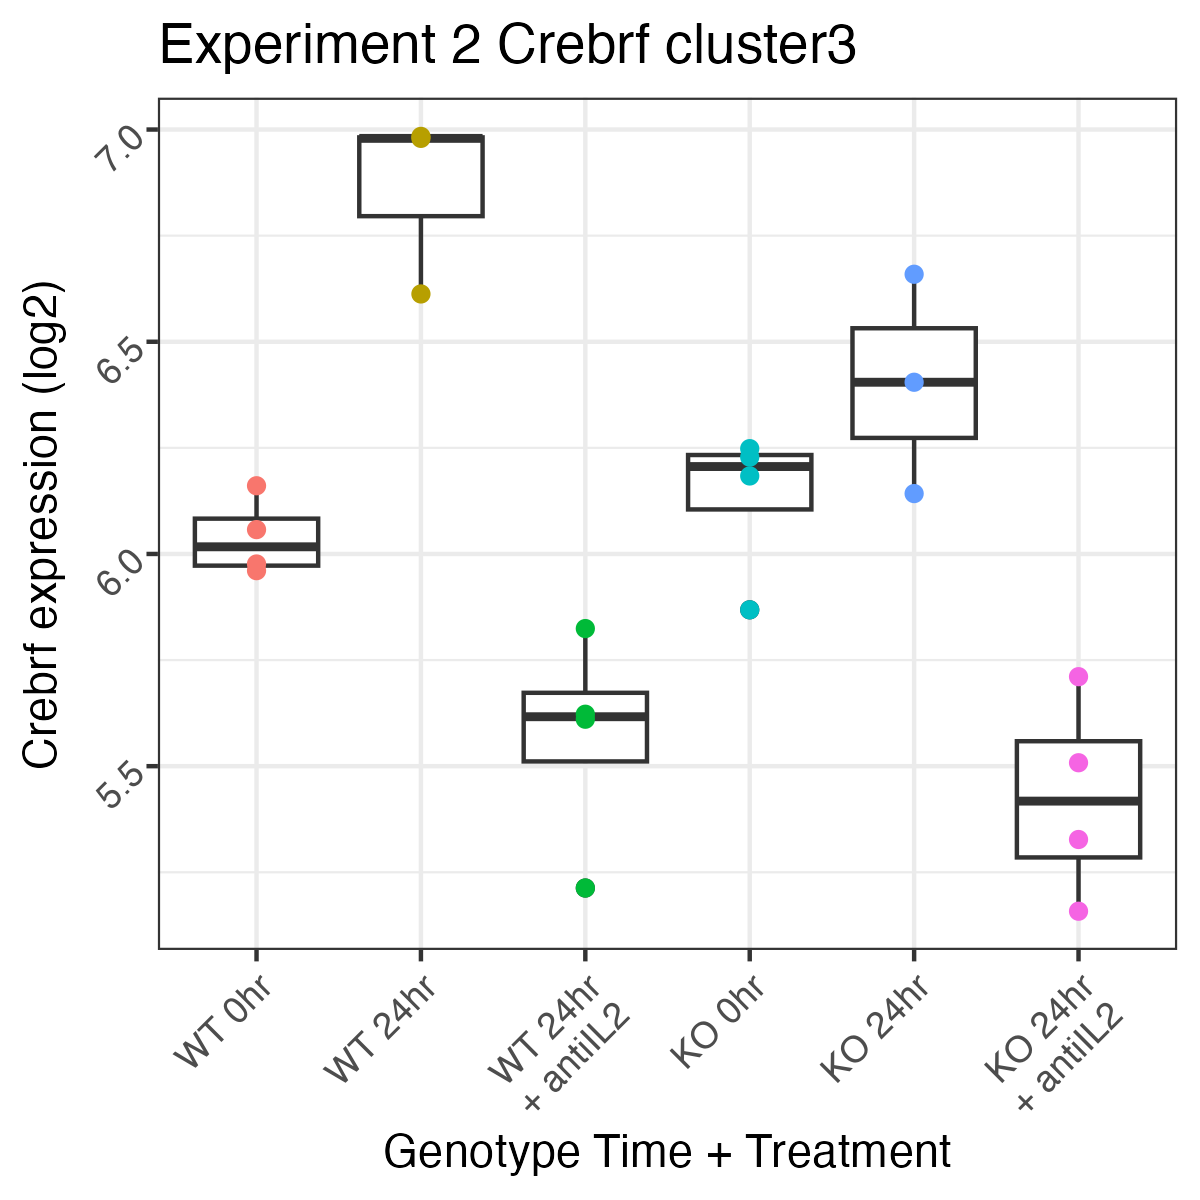 Experiment 2 Crebrf cluster3
Crebrf expression (log2)
7.0
6.5
6.0
5.5
WT 0hr
WT 24hr
WT 24hr
+ antiIL2
KO 0hr
KO 24hr
KO 24hr
+ antiIL2
Genotype Time + Treatment